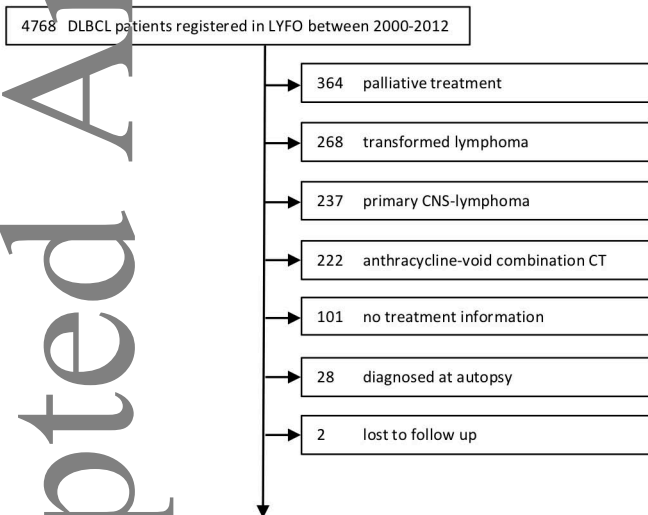 4768 DLBCL patients registered in LYFO between 2000-2012
364 palliative treatment
268 transformed lymphoma
237 primary CNS-lymphoma
222 anthracycline-void combination CT
101 no treatment information
28 diagnosed at autopsy
2 lost to follow up
pted A